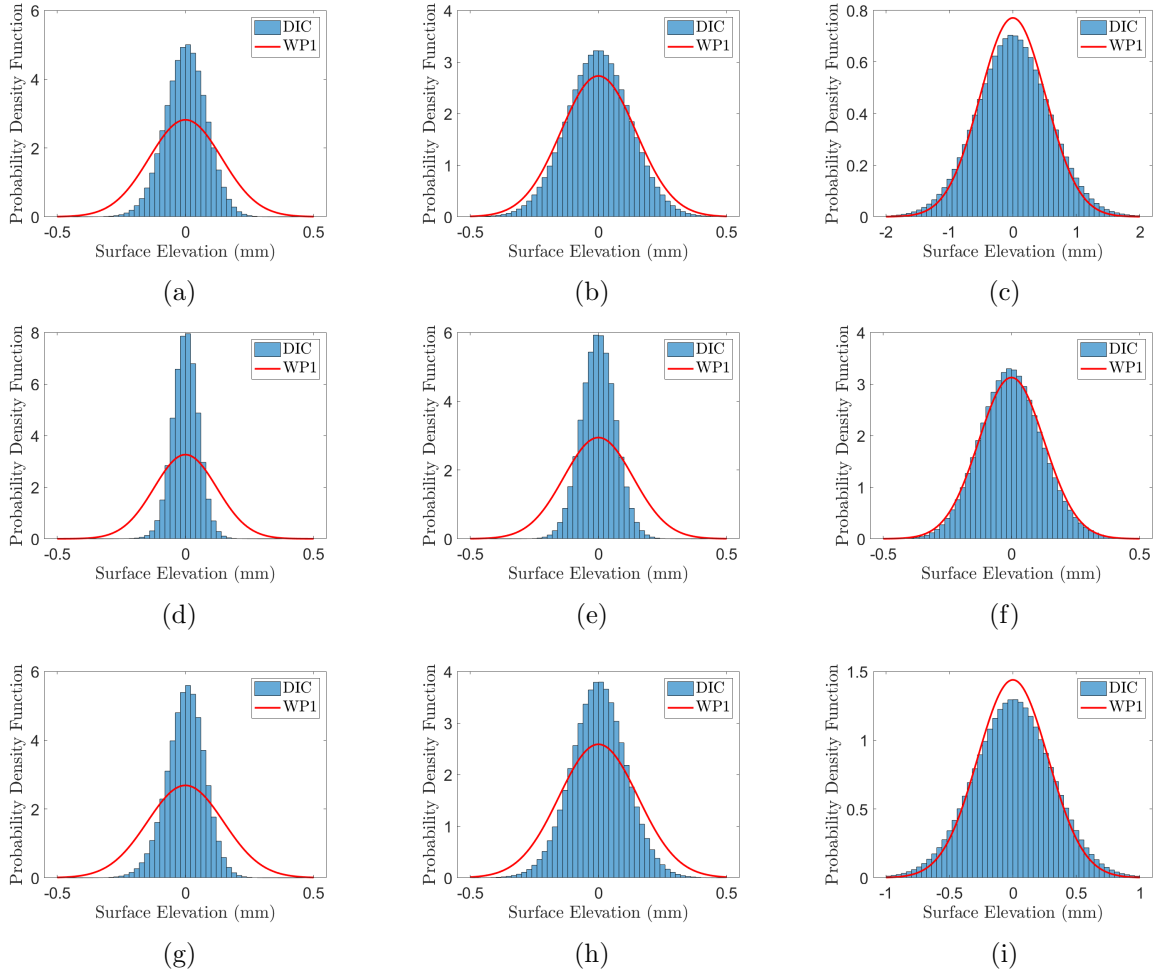 6
4
2
0
-0.5
0
0.5
Probability Density Function
Surface Elevation (mm)
DIC
WP1
(a)
4
3
2
1
0
-0.5
0
0.5
Probability Density Function
Surface Elevation (mm)
DIC
WP1
(b)
0.8
0.6
0.4
0.2
0
-2
-1
0
1
2
Probability Density Function
Surface Elevation (mm)
DIC
WP1
(c)
8
6
4
2
0
-0.5
0
0.5
Probability Density Function
Surface Elevation (mm)
DIC
WP1
(d)
6
4
2
0
-0.5
0
0.5
Probability Density Function
Surface Elevation (mm)
DIC
WP1
(e)
4
3
2
1
0
-0.5
0
0.5
Probability Density Function
Surface Elevation (mm)
DIC
WP1
(f)
6
4
2
0
-0.5
0
0.5
Probability Density Function
Surface Elevation (mm)
DIC
WP1
(g)
4
3
2
1
0
-0.5
0
0.5
Probability Density Function
Surface Elevation (mm)
DIC
WP1
(h)
1.5
1
0.5
0
-1
-0.5
0
0.5
1
Probability Density Function
Surface Elevation (mm)
DIC
WP1
(i)